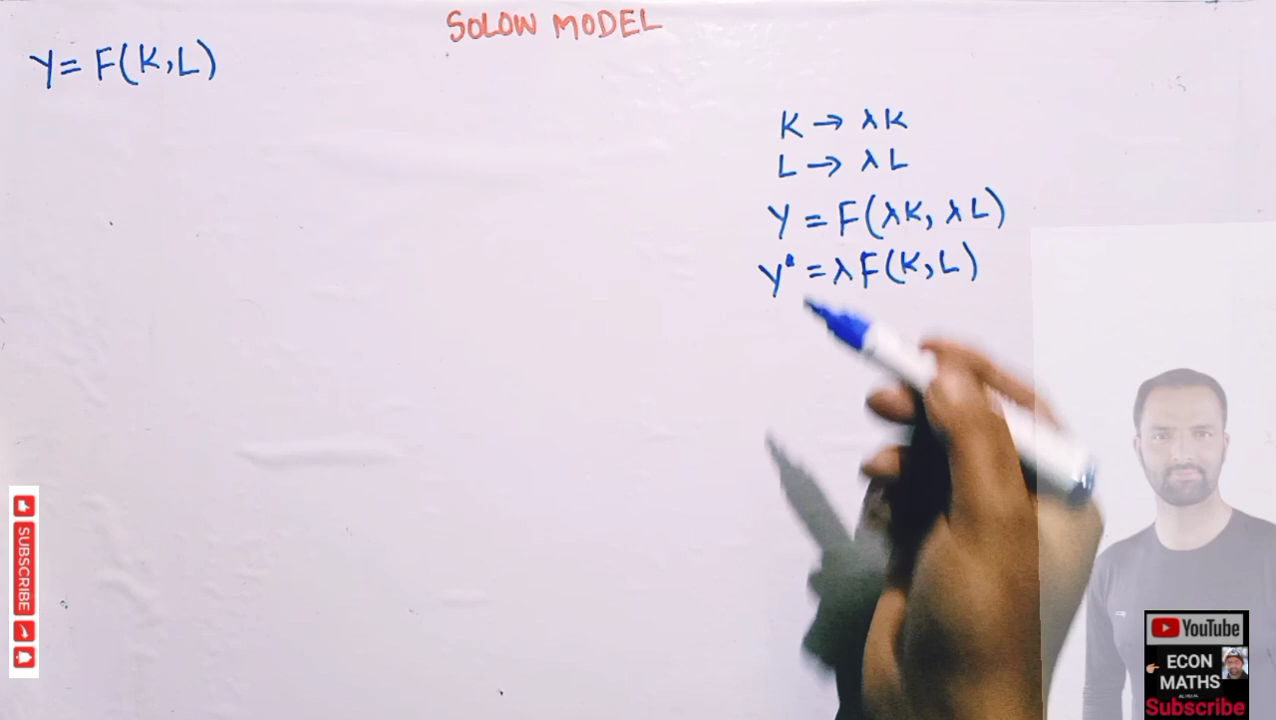 SOLOW MODEL
Y = F(K,L)
K → λK
L → λL
Y = F(λK, λL)
Y* = λF(K,L)
SUBSCRIBE
YouTube
ECON
MATHS
Subscribe